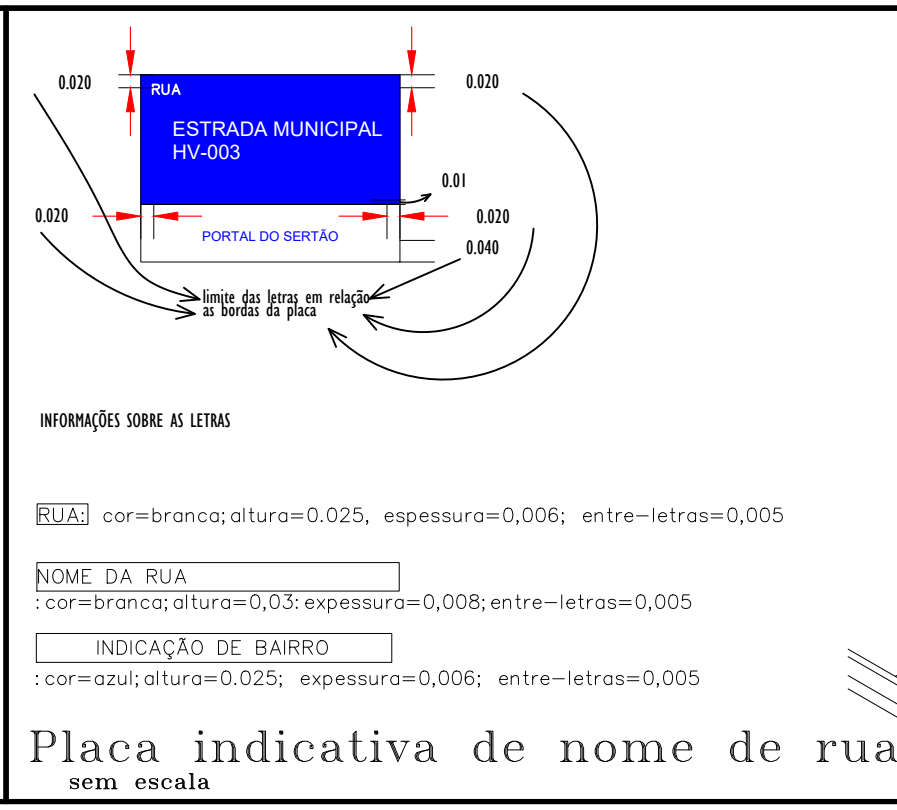 0.020
0.020
RUA
ESTRADA MUNICIPAL
HV-003
0.01
0.020
0.020
PORTAL DO SERTÃO
0.040
limite das letras em relação
as bordas da placa
INFORMAÇÕES SOBRE AS LETRAS
RUA: cor=branca; altura=0.025, espessura=0,006; entre-letras=0,005
NOME DA RUA
: cor=branca; altura=0,03: expessura=0,008; entre-letras=0,005
INDICAÇÃO DE BAIRRO
: cor=azul; altura=0.025; expessura=0,006; entre-letras=0,005
Placa indicativa de nome de rua
sem escala